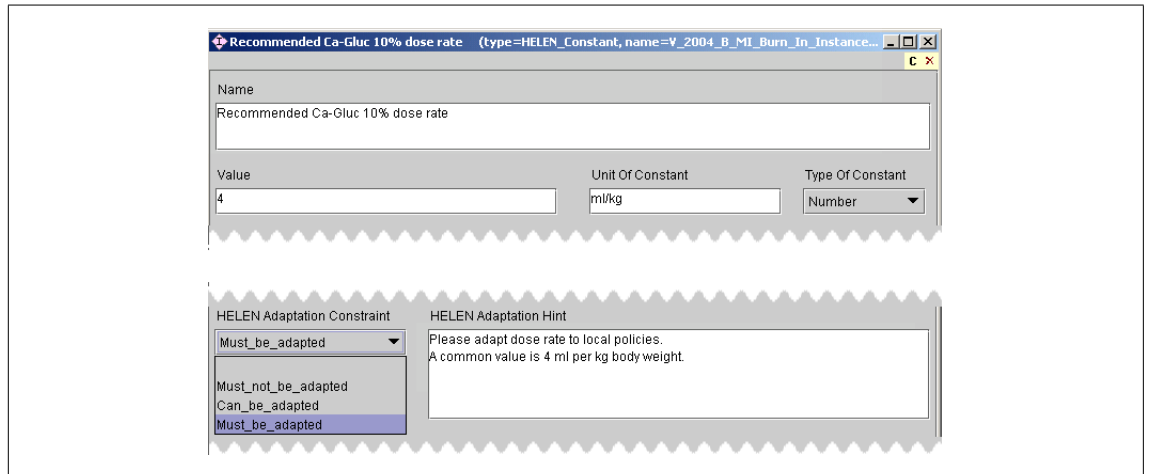 Recommended Ca-Gluc 10% dose rate (type=HELEN_Constant, name=V_2004_B_MI_Burn_In_Instance...
C ×
Name
Recommended Ca-Gluc 10% dose rate
Value Unit Of Constant Type Of Constant
4 ml/kg Number
HELEN Adaptation Constraint HELEN Adaptation Hint
Must_be_adapted Please adapt dose rate to local policies.
A common value is 4 ml per kg body weight.
Must_not_be_adapted
Can_be_adapted
Must_be_adapted